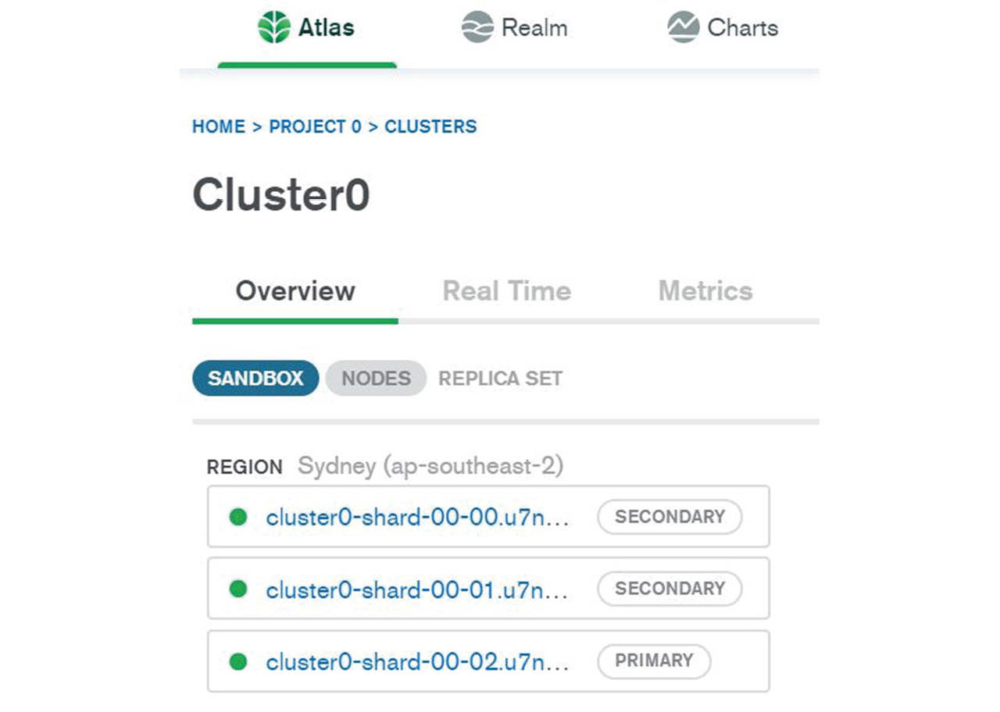 Atlas Realm Charts
HOME > PROJECT 0 > CLUSTERS
Cluster0
Overview Real Time Metrics
SANDBOX NODES REPLICA SET
REGION Sydney (ap-southeast-2)
cluster0-shard-00-00.u7n... SECONDARY
cluster0-shard-00-01.u7n... SECONDARY
cluster0-shard-00-02.u7n... PRIMARY